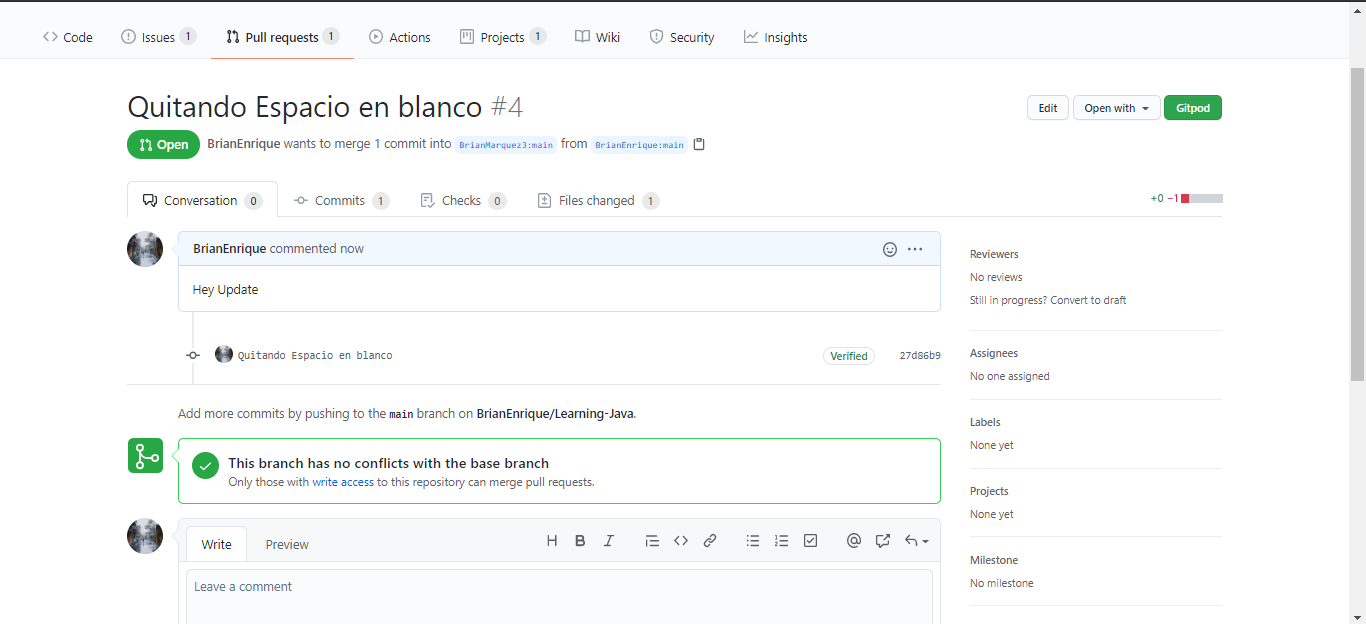 Code Issues 1 Pull requests 1 Actions Projects 1 Wiki Security Insights
Quitando Espacio en blanco #4
Edit Open with Gitpod
Open BrianEnrique wants to merge 1 commit into BrianMarquez3:main from BrianEnrique:main
Conversation 0 Commits 1 Checks 0 Files changed 1
+0 −1
BrianEnrique commented now
Hey Update
Quitando Espacio en blanco Verified 27d86b9
Add more commits by pushing to the main branch on BrianEnrique/Learning-Java.
This branch has no conflicts with the base branch
Only those with write access to this repository can merge pull requests.
Write Preview
Leave a comment
Reviewers
No reviews
Still in progress? Convert to draft
Assignees
No one assigned
Labels
None yet
Projects
None yet
Milestone
No milestone